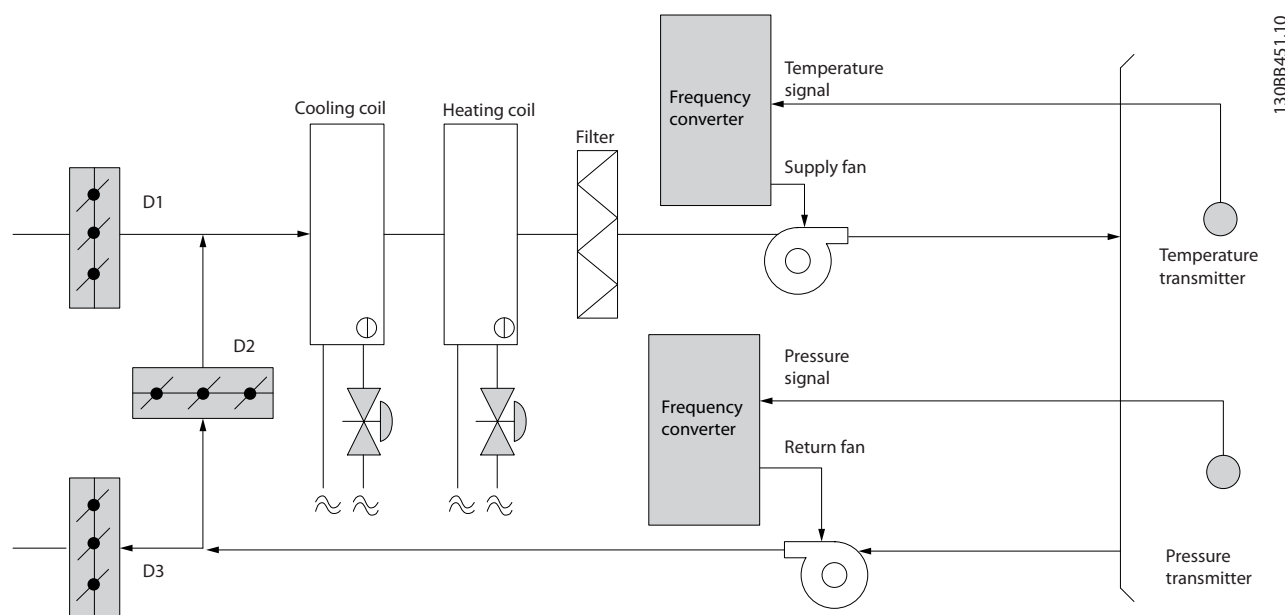 130BB451.10
Temperature
signal
Frequency
converter
Cooling coil
Heating coil
Filter
Supply fan
D1
Temperature
transmitter
D2
Pressure
signal
Frequency
converter
Return fan
D3
Pressure
transmitter